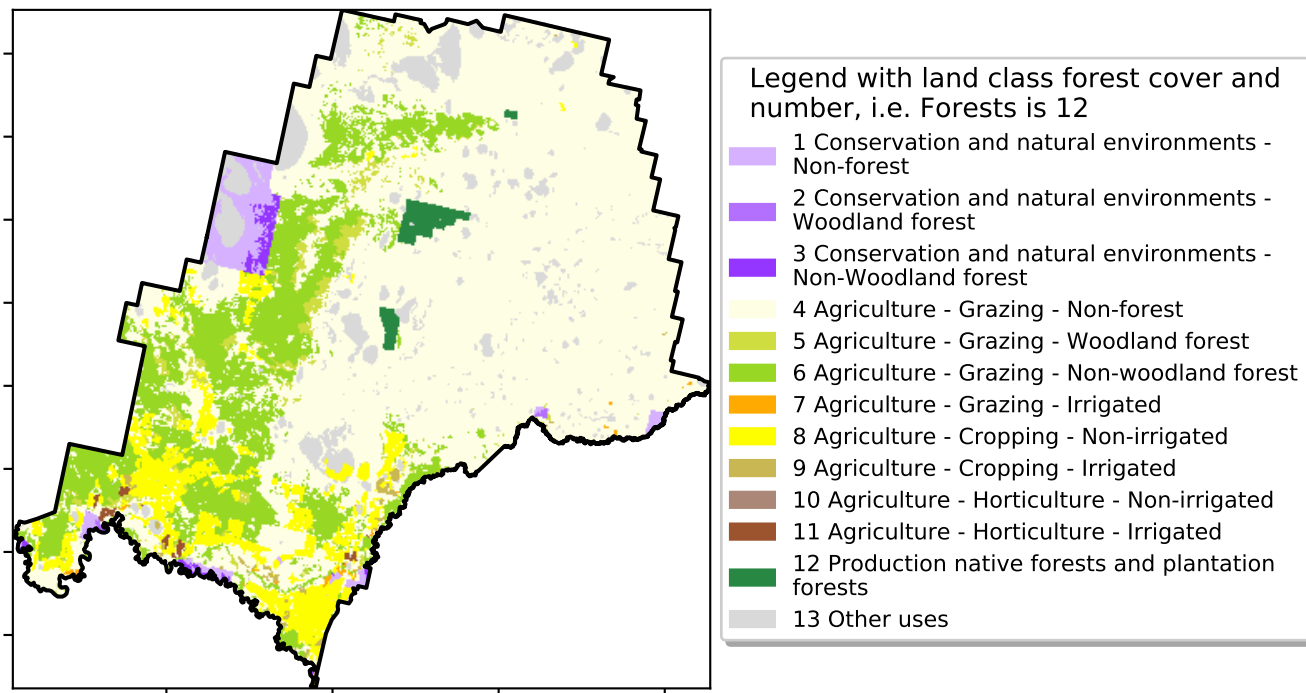 Legend with land class forest cover and
number, i.e. Forests is 12
1 Conservation and natural environments -
Non-forest
2 Conservation and natural environments -
Woodland forest
3 Conservation and natural environments -
Non-Woodland forest
4 Agriculture - Grazing - Non-forest
5 Agriculture - Grazing - Woodland forest
6 Agriculture - Grazing - Non-woodland forest
7 Agriculture - Grazing - Irrigated
8 Agriculture - Cropping - Non-irrigated
9 Agriculture - Cropping - Irrigated
10 Agriculture - Horticulture - Non-irrigated
11 Agriculture - Horticulture - Irrigated
12 Production native forests and plantation
forests
13 Other uses